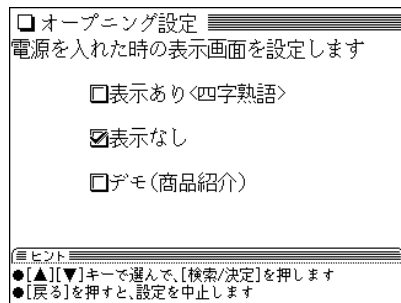 オープニング設定
電源を入れた時の表示画面を設定します
表示あり<四字熟語>
表示なし
デモ(商品紹介)
ヒント
●[▲][▼]キーで選んで、[検索/決定]を押します
●[戻る]を押すと、設定を中止します